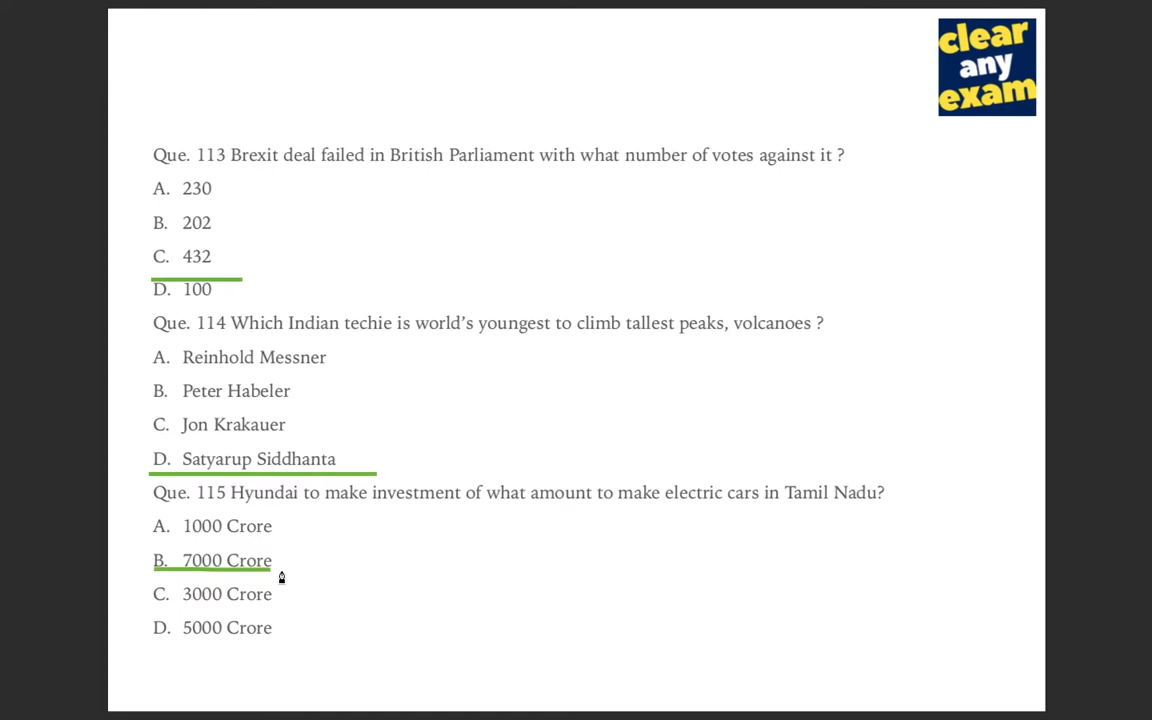 clear
any
exam
Que. 113 Brexit deal failed in British Parliament with what number of votes against it ?
A. 230
B. 202
C. 432
D. 100
Que. 114 Which Indian techie is world's youngest to climb tallest peaks, volcanoes ?
A. Reinhold Messner
B. Peter Habeler
C. Jon Krakauer
D. Satyarup Siddhanta
Que. 115 Hyundai to make investment of what amount to make electric cars in Tamil Nadu?
A. 1000 Crore
B. 7000 Crore
C. 3000 Crore
D. 5000 Crore